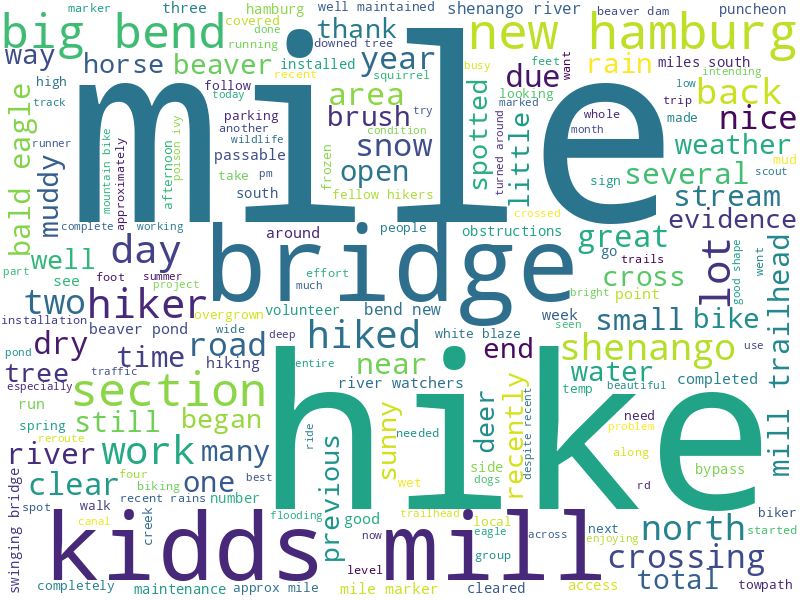 marker three hamburg well maintained shenango river beaver dam puncheon
covered
big bend thank new hamburg
done downed tree
running
way horse beaver installed year due rain miles south
mile
recent follow squirrel busy feet want intending
high today area looking low back
track parking try brush spotted little marked trip nice
bald eagle another snow whole made
runner muddy mountain bike approximately afternoon poison ivy wildlife condition turned around month weather
passable open several mud
take pm frozen sign scout
south fellow hikers stream
crossed evidence
complete working bridge people
around obstructions great go lot
part well day see foot summer trails good shape went trailhead
project effort much cross
two hiker volunteer bend new bright point
installation overgrown week small bike
beaver pond wide deep white blaze seen mill
dry road hiked end shenango use
pond tree time traffic hiking entire near water
especially section river watchers temp beautiful completed
run hike
spring still began sunny deer recently need
reroute ride needed despite recent problem
river work many side along
four wet dogs bypass
clear biking one best previous rd
spot recent rains number
swinging bridge walk creek canal flooding good trailhead local next biker
kidds mill now eagle across north started
enjoying
level group crossing
completely maintenance approx mile mile marker cleared access total towpath